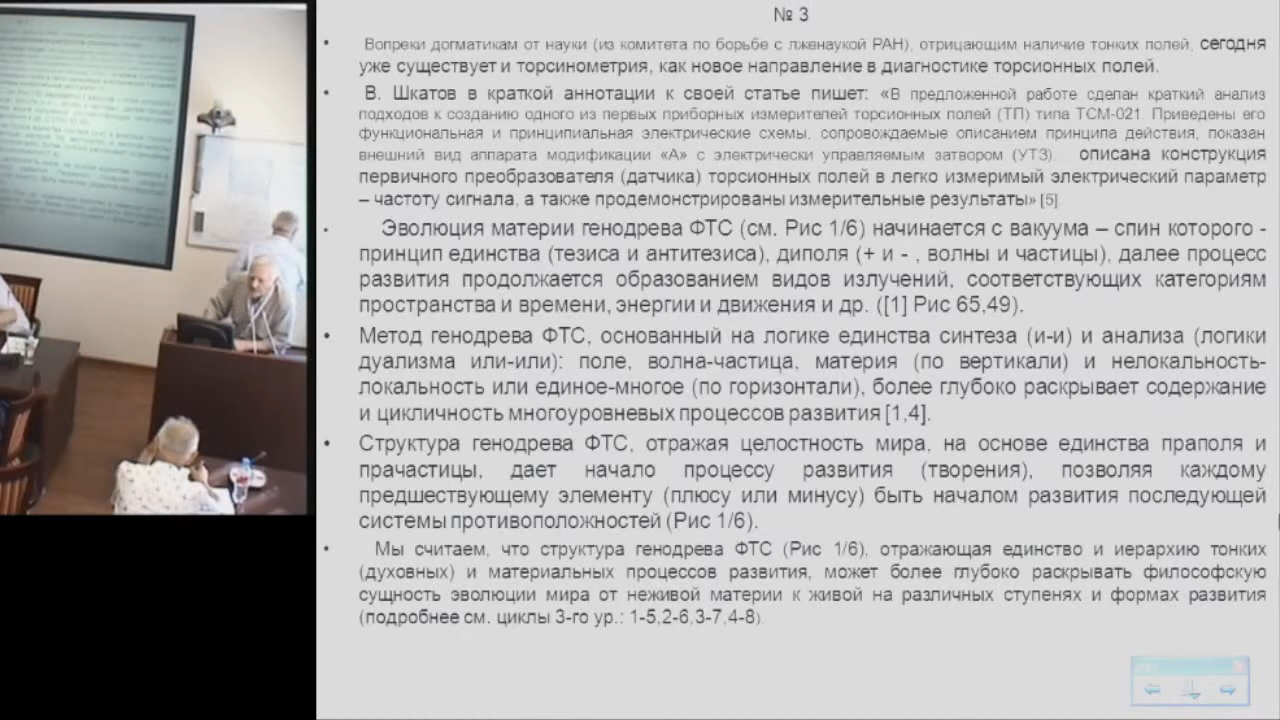 № 3
• Вопреки догматикам от науки (из комитета по борьбе с лженаукой РАН), отрицающим наличие тонких полей, сегодня
уже существует и торсинометрия, как новое направление в диагностике торсионных полей.
• В. Шкатов в краткой аннотации к своей статье пишет: «В предложенной работе сделан краткий анализ
подходов к созданию одного из первых приборных измерителей торсионных полей (ТП) типа ТСМ-021. Приведены его
функциональная и принципиальная электрические схемы, сопровождаемые описанием принципа действия, показан
внешний вид аппарата модификации «А» с электрически управляемым затвором (УТЗ). описана конструкция
первичного преобразователя (датчика) торсионных полей в легко измеримый электрический параметр
– частоту сигнала, а также продемонстрированы измерительные результаты» [5].
• Эволюция материи генодрева ФТС (см. Рис 1/6) начинается с вакуума – спин которого -
принцип единства (тезиса и антитезиса), диполя (+ и - , волны и частицы), далее процесс
развития продолжается образованием видов излучений, соответствующих категориям
пространства и времени, энергии и движения и др. ([1] Рис 65,49).
• Метод генодрева ФТС, основанный на логике единства синтеза (и-и) и анализа (логики
дуализма или-или): поле, волна-частица, материя (по вертикали) и нелокальность-
локальность или единое-многое (по горизонтали), более глубоко раскрывает содержание
и цикличность многоуровневых процессов развития [1,4].
• Структура генодрева ФТС, отражая целостность мира, на основе единства праполя и
прачастицы, дает начало процессу развития (творения), позволяя каждому
предшествующему элементу (плюсу или минусу) быть началом развития последующей
системы противоположностей (Рис 1/6).
• Мы считаем, что структура генодрева ФТС (Рис 1/6), отражающая единство и иерархию тонких
(духовных) и материальных процессов развития, может более глубоко раскрывать философскую
сущность эволюции мира от неживой материи к живой на различных ступенях и формах развития
(подробнее см. циклы 3-го ур.: 1-5,2-6,3-7,4-8).